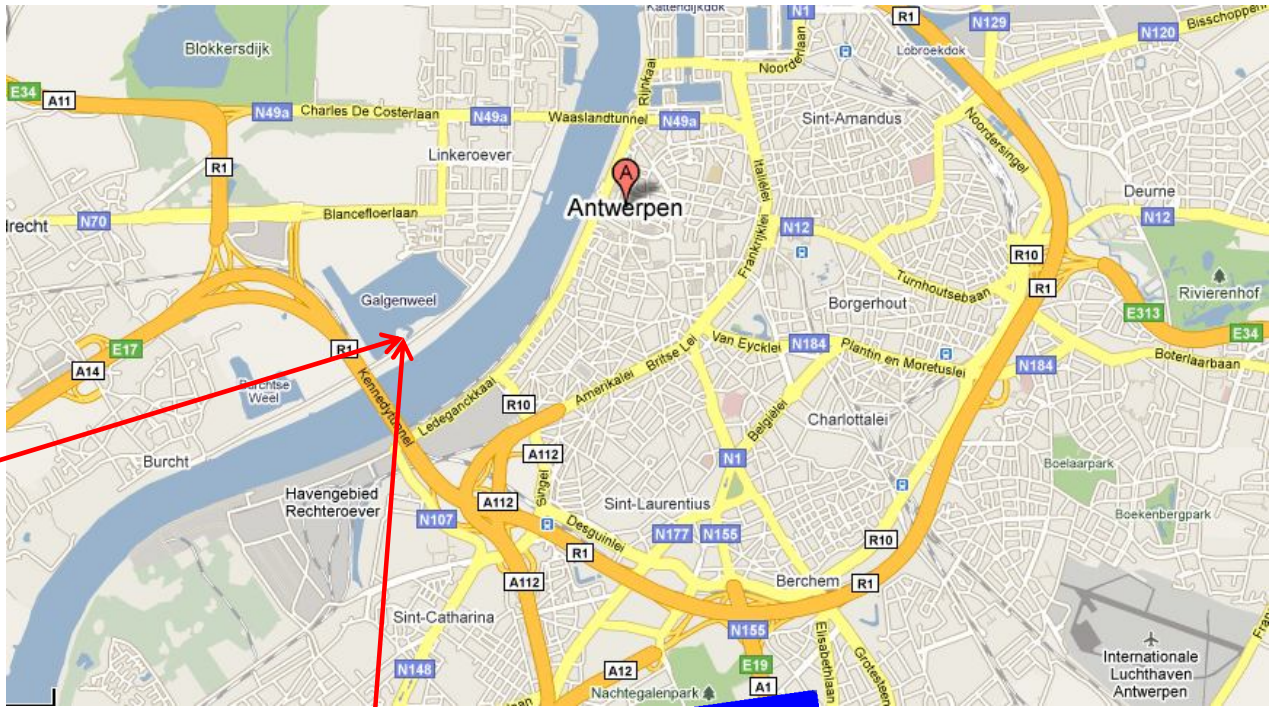 Kattendijkdok
N1
R1
N129
Bisschoppen
N120
Blokkersdijk
Lobroekdok
Noorderlaan
Rijnkaai
E34
A11
N49a
Charles De Costerlaan
N49a
Waaslandtunnel
N49a
Sint-Amandus
Noordersingel
Linkeroever
R1
Italiëlei
A
Deurne
Antwerpen
Blancefloerlaan
N70
N12
N12
Frankrijklei
R10
R1
Turnhoutsebaan
Rivierenhof
Galgenweel
Borgerhout
E313
E34
E17
R1
Van Eycklei
N184
Plantin en Moretuslei
Britse Lei
N184
Boterlaarbaan
A14
Kennedytunnel
Amerikalei
Ledeganckkaai
R10
Belgiëlei
Charlottalei
Burcht
A112
N1
Boelaarpark
Singel
Havengebied
Rechteroever
A112
Sint-Laurentius
Boekenbergpark
N107
Desguinlei
N177
N155
R10
R1
A112
Berchem
R1
Sint-Catharina
N155
Elisabethlaan
Grotesteen
Internationale
Luchthaven
Antwerpen
N148
A12
E19
A1
Nachtegalenpark